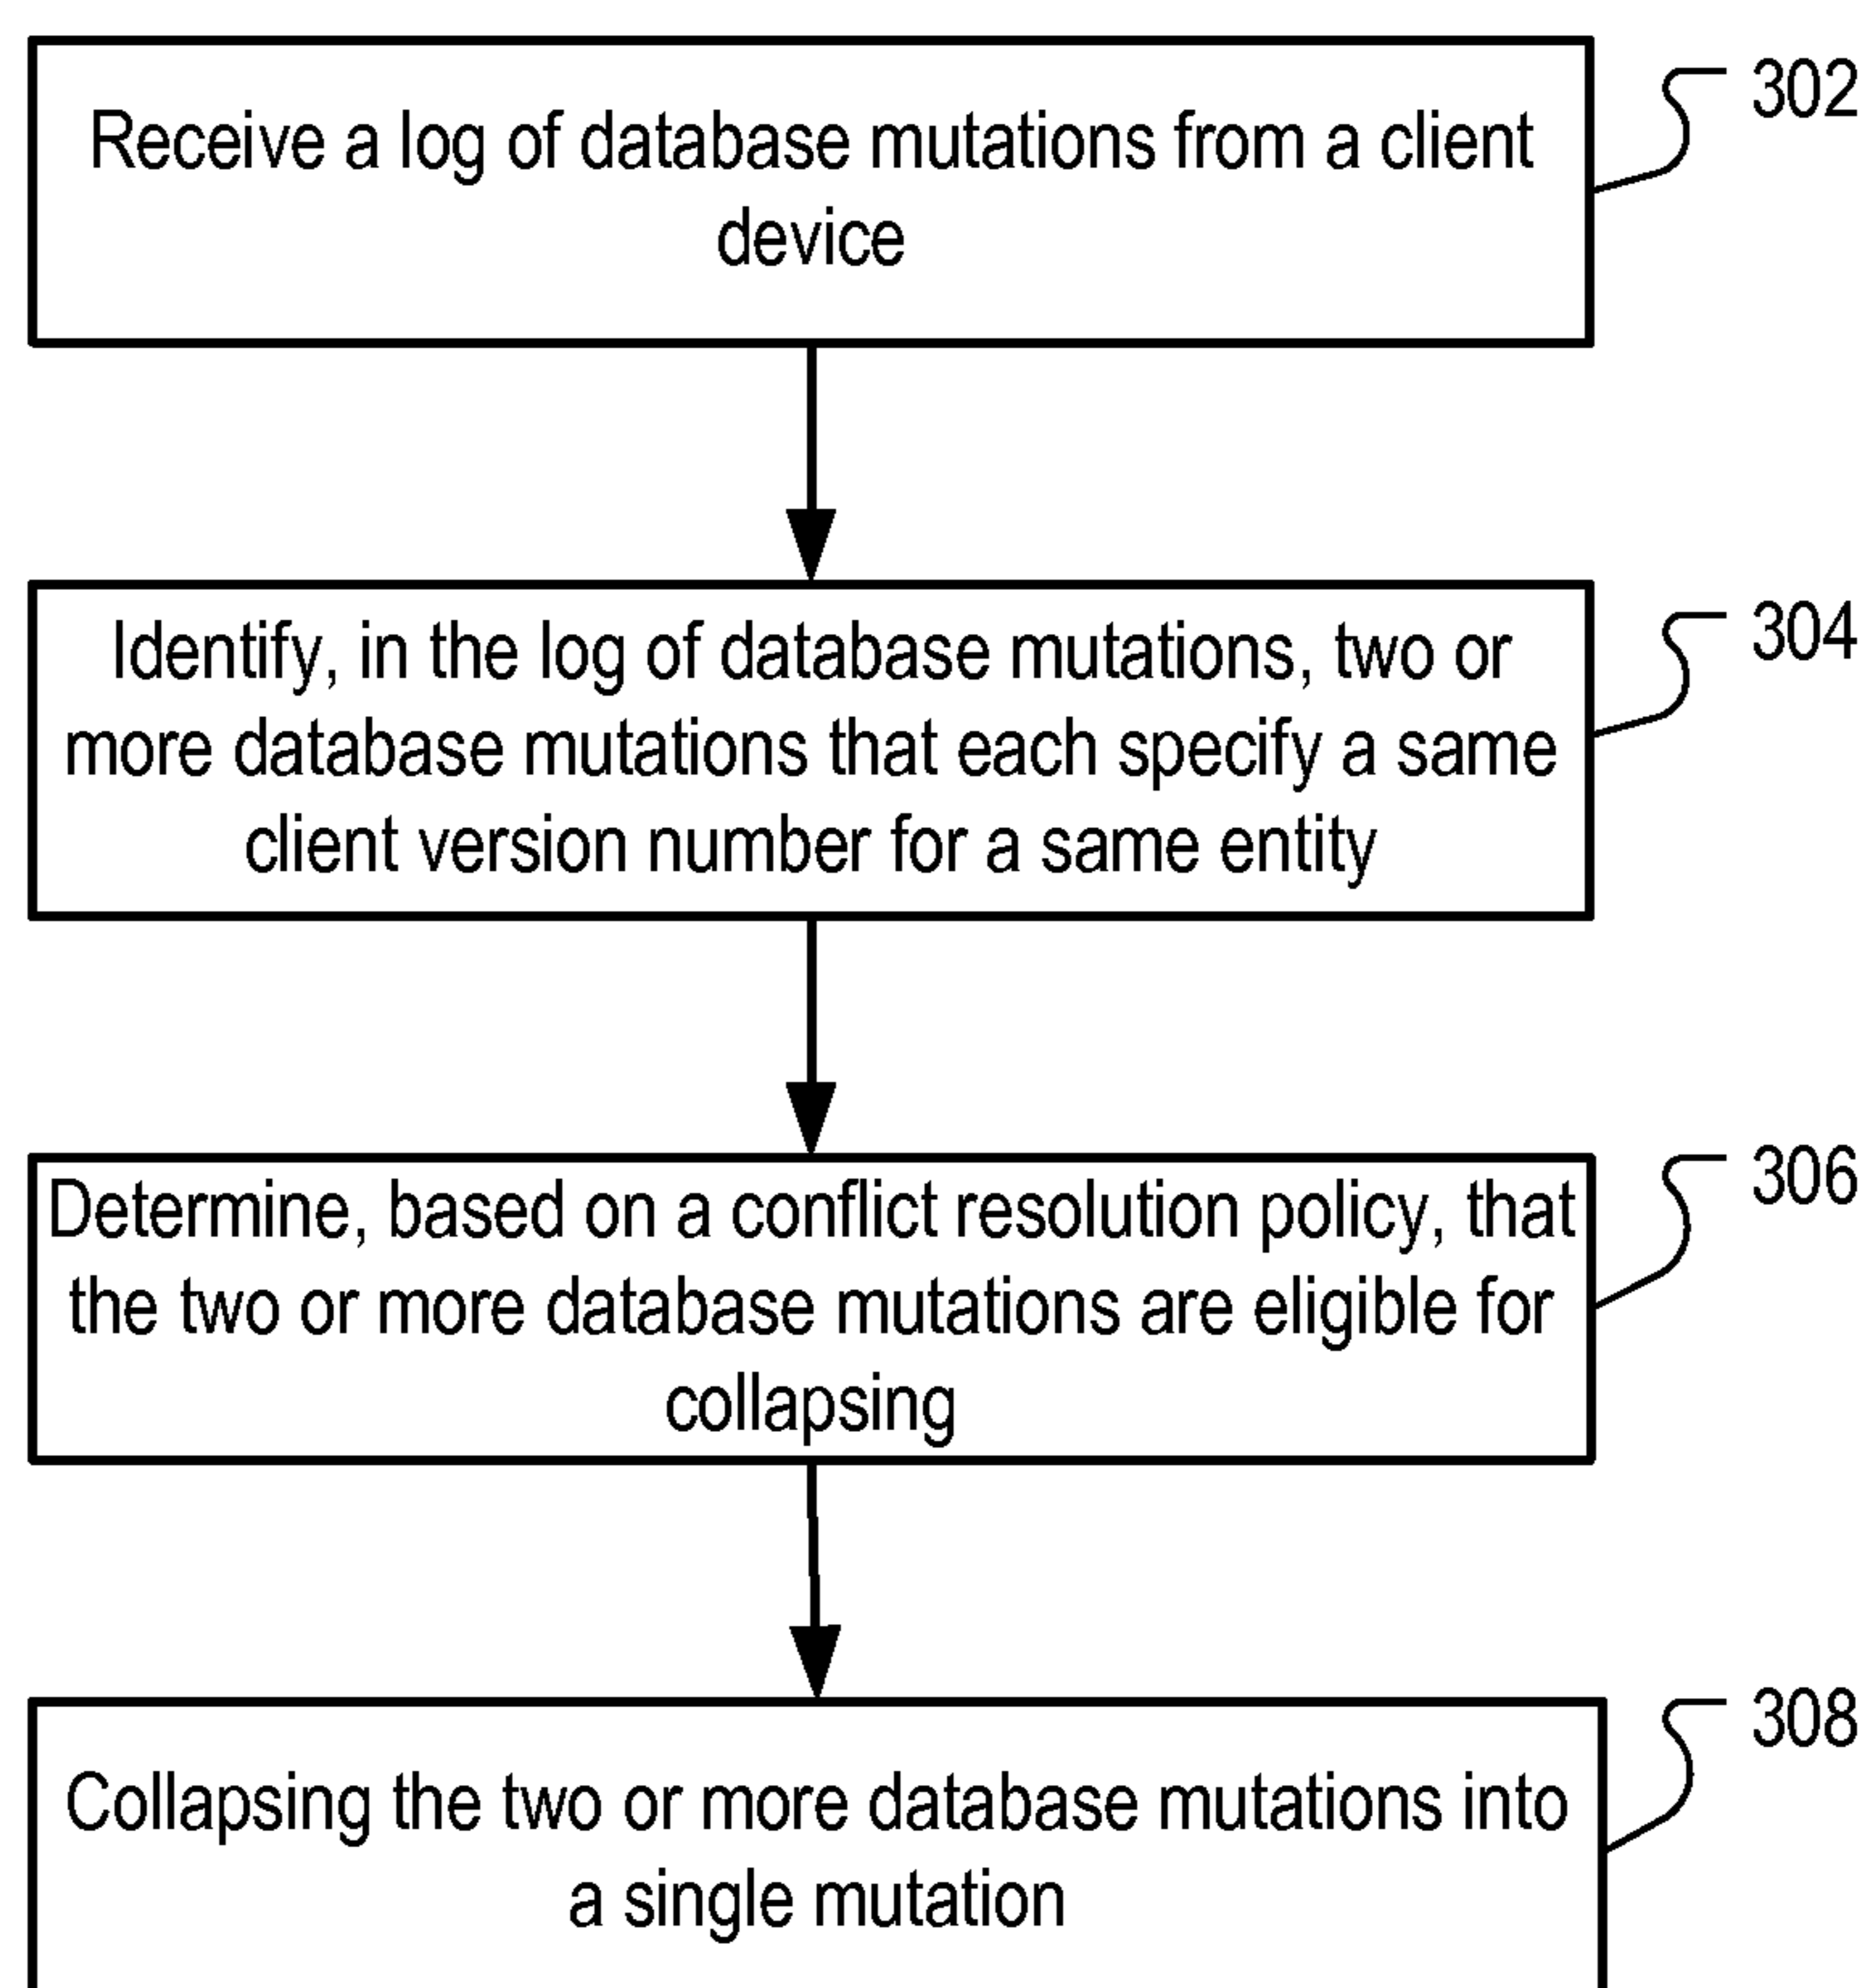 Receive a log of database mutations from a client
device
302
Identify, in the log of database mutations, two or
more database mutations that each specify a same
client version number for a same entity
304
Determine, based on a conflict resolution policy, that
the two or more database mutations are eligible for
collapsing
306
Collapsing the two or more database mutations into
a single mutation
308